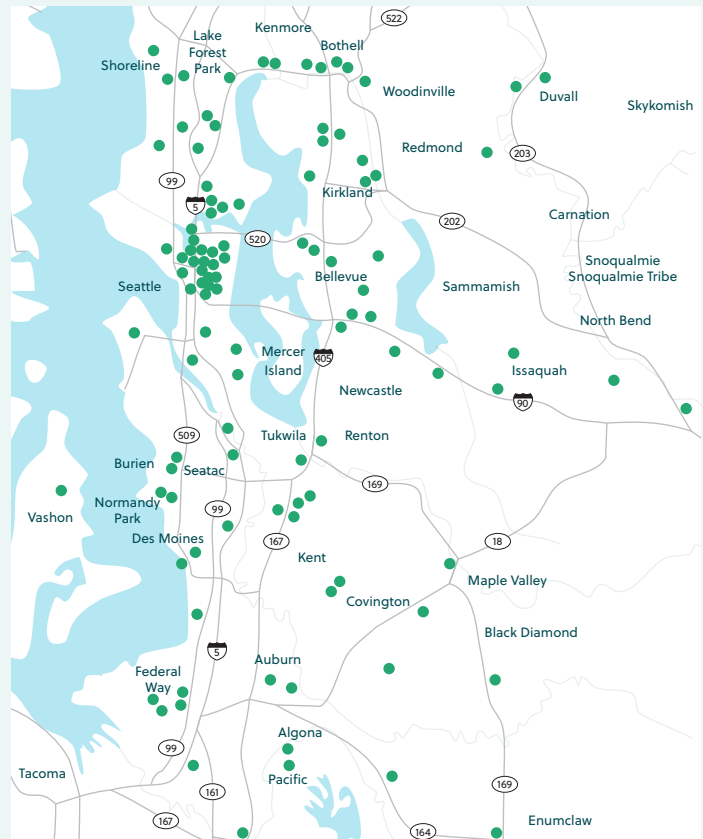 522
Kenmore
Lake
Forest
Park
Bothell
Shoreline
Woodinville
Duvall
Skykomish
Redmond
203
99
Kirkland
5
Carnation
202
520
Snoqualmie
Snoqualmie Tribe
Bellevue
Seattle
Sammamish
North Bend
Mercer
Island
405
Issaquah
Newcastle
90
509
Tukwila
Renton
Burien
Seatac
169
Vashon
Normandy
Park
99
Des Moines
167
18
Kent
Maple Valley
Covington
Black Diamond
5
Auburn
Federal
Way
Algona
99
Tacoma
Pacific
161
169
167
164
Enumclaw